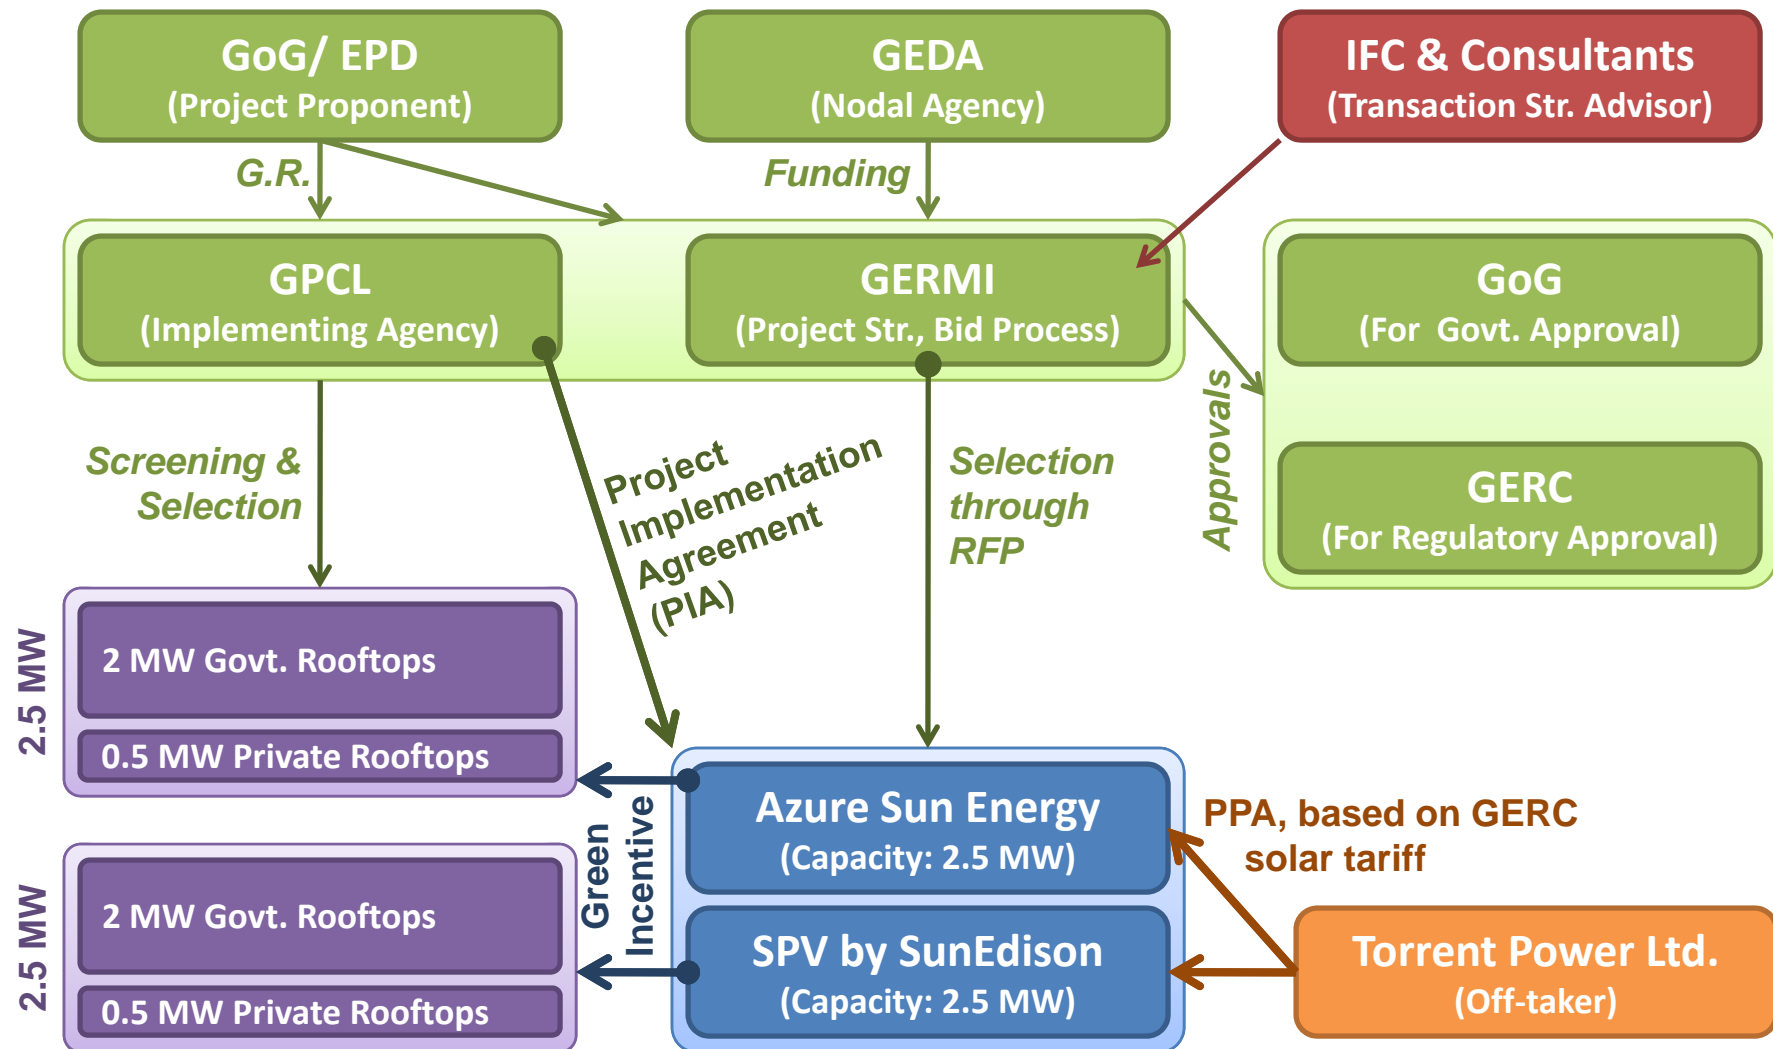 GoG/ EPD
(Project Proponent)
GEDA
(Nodal Agency)
IFC & Consultants
(Transaction Str. Advisor)
G.R.
Funding
GPCL
(Implementing Agency)
GERMI
(Project Str., Bid Process)
GoG
(For Govt. Approval)
Approvals
GERC
(For Regulatory Approval)
Screening &
Selection
Project
Implementation
Agreement
(PIA)
Selection
through
RFP
2.5 MW
2 MW Govt. Rooftops
0.5 MW Private Rooftops
2.5 MW
2 MW Govt. Rooftops
0.5 MW Private Rooftops
Green
Incentive
Azure Sun Energy
(Capacity: 2.5 MW)
SPV by SunEdison
(Capacity: 2.5 MW)
PPA, based on GERC
solar tariff
Torrent Power Ltd.
(Off-taker)